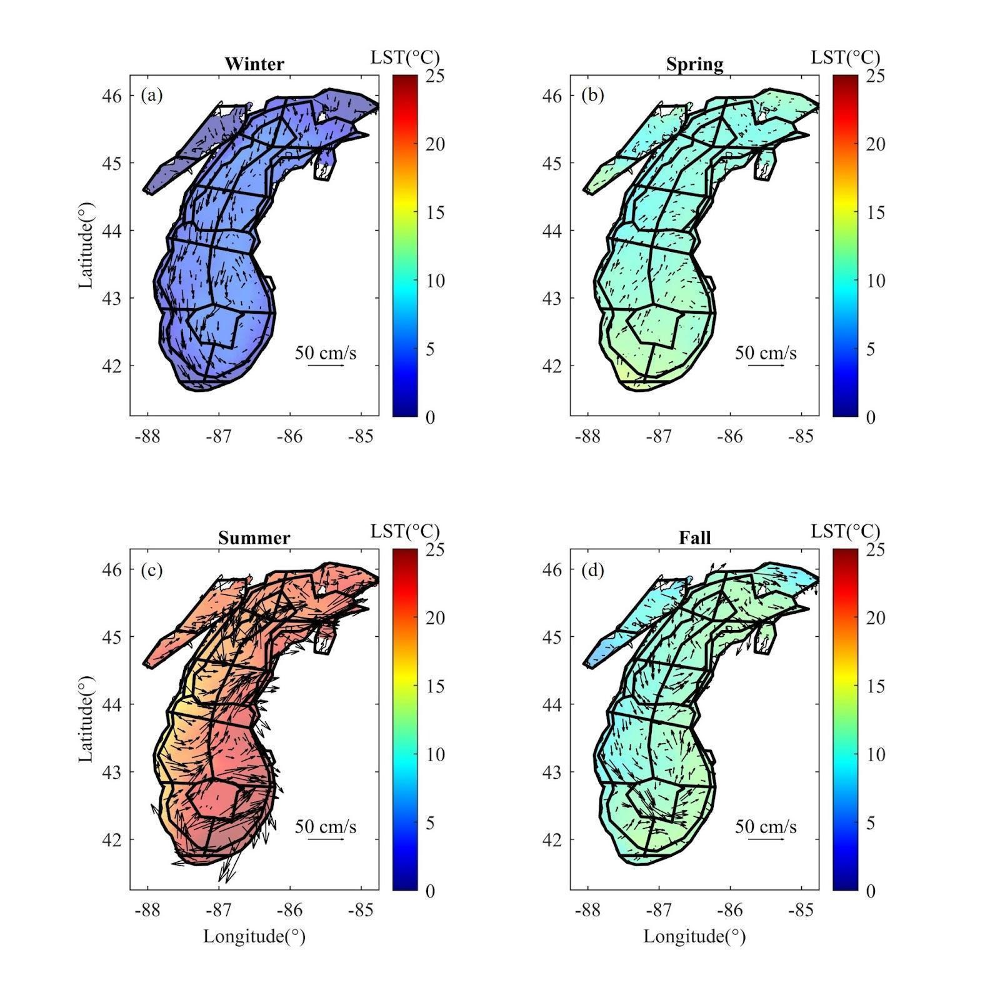 Winter
LST(°C)
(a)
46
45
44
43
42
Latitude(°)
50 cm/s
-88 -87 -86 -85
25
20
15
10
5
0
Spring
LST(°C)
(b)
46
45
44
43
42
50 cm/s
-88 -87 -86 -85
25
20
15
10
5
0
Summer
LST(°C)
(c)
46
45
44
43
42
Latitude(°)
50 cm/s
-88 -87 -86 -85
Longitude(°)
25
20
15
10
5
0
Fall
LST(°C)
(d)
46
45
44
43
42
50 cm/s
-88 -87 -86 -85
Longitude(°)
25
20
15
10
5
0